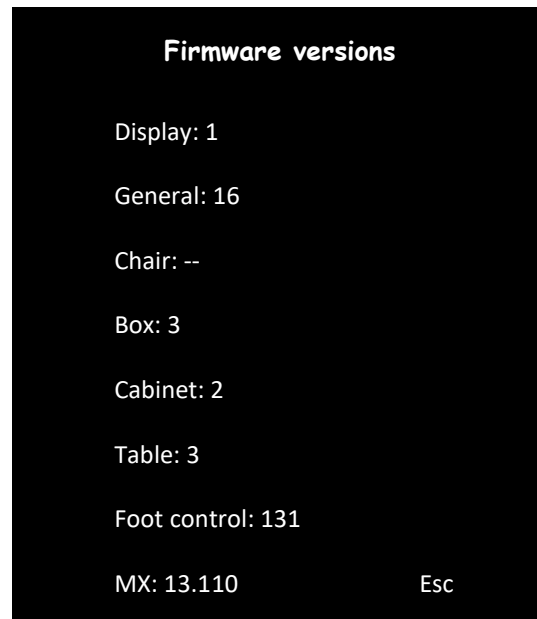 Firmware versions
Display: 1
General: 16
Chair: --
Box: 3
Cabinet: 2
Table: 3
Foot control: 131
MX: 13.110 Esc